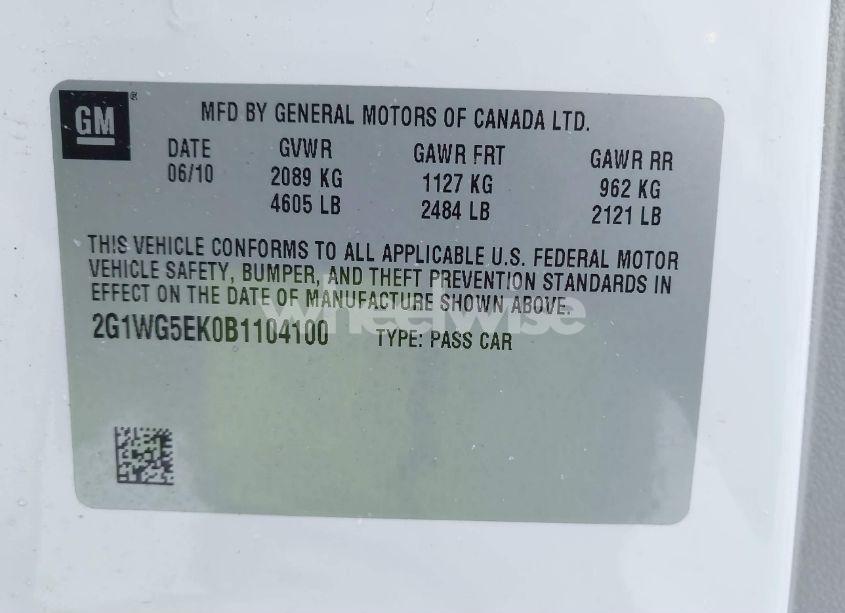 GM
MFD BY GENERAL MOTORS OF CANADA LTD.
DATE GVWR GAWR FRT GAWR RR
06/10 2089 KG 1127 KG 962 KG
4605 LB 2484 LB 2121 LB
THIS VEHICLE CONFORMS TO ALL APPLICABLE U.S. FEDERAL MOTOR
VEHICLE SAFETY, BUMPER, AND THEFT PREVENTION STANDARDS IN
EFFECT ON THE DATE OF MANUFACTURE SHOWN ABOVE.
wheelwise
2G1WG5EK0B1104100 TYPE: PASS CAR